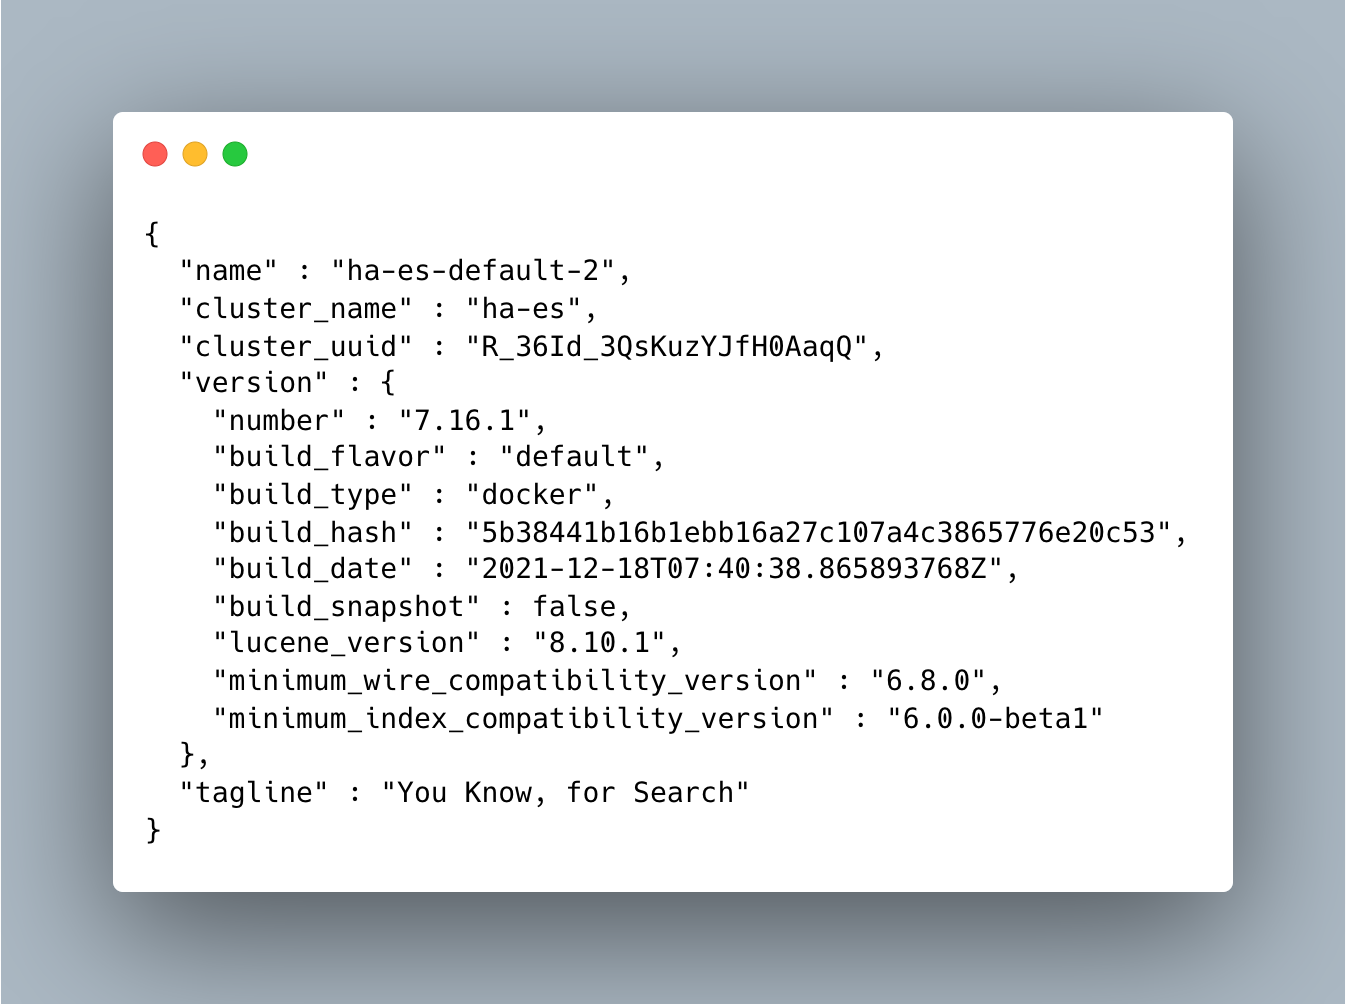 {
  "name" : "ha-es-default-2",
  "cluster_name" : "ha-es",
  "cluster_uuid" : "R_36Id_3QsKuzYJfH0AaqQ",
  "version" : {
    "number" : "7.16.1",
    "build_flavor" : "default",
    "build_type" : "docker",
    "build_hash" : "5b38441b16b1ebb16a27c107a4c3865776e20c53",
    "build_date" : "2021-12-18T07:40:38.865893768Z",
    "build_snapshot" : false,
    "lucene_version" : "8.10.1",
    "minimum_wire_compatibility_version" : "6.8.0",
    "minimum_index_compatibility_version" : "6.0.0-beta1"
  },
  "tagline" : "You Know, for Search"
}